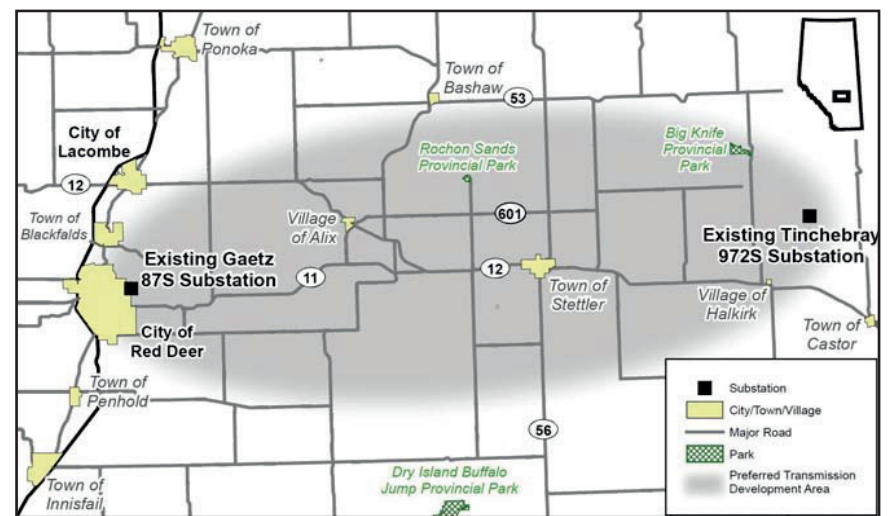 Town of
Ponoka
Town of
Bashaw
53
City of
Lacombe
Rochon Sands
Provincial Park
Big Knife
Provincial
Park
12
601
Village
of Alix
Town of
Blackfalds
Existing Gaetz
87S Substation
11
12
Existing Tinchebray
972S Substation
Town of
Stettler
Village of
Halkirk
Town of
Castor
City of
Red Deer
Town of
Penhold
56
Town of
Innisfail
Dry Island Buffalo
Jump Provincial Park
Substation
City/Town/Village
Major Road
Park
Preferred Transmission
Development Area